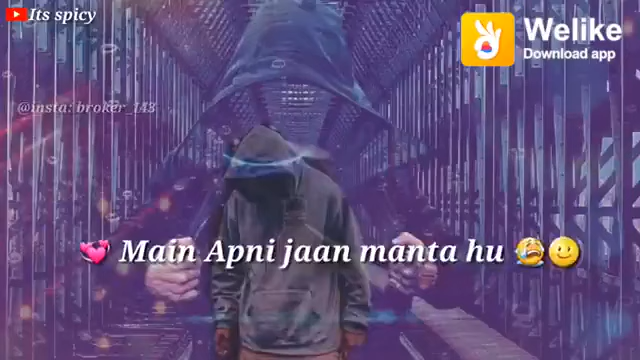 Its spicy
Welike
Download app
@insta: broker_143
💞 Main Apni jaan manta hu 😭🙂